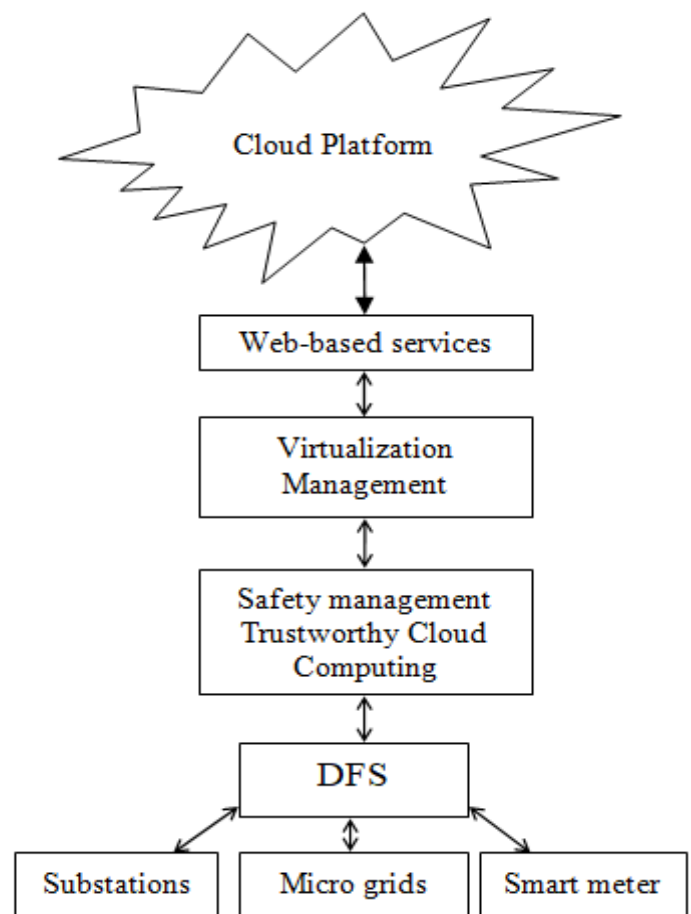 Cloud Platform
Web-based services
Virtualization
Management
Safety management
Trustworthy Cloud
Computing
DFS
Substations
Micro grids
Smart meter